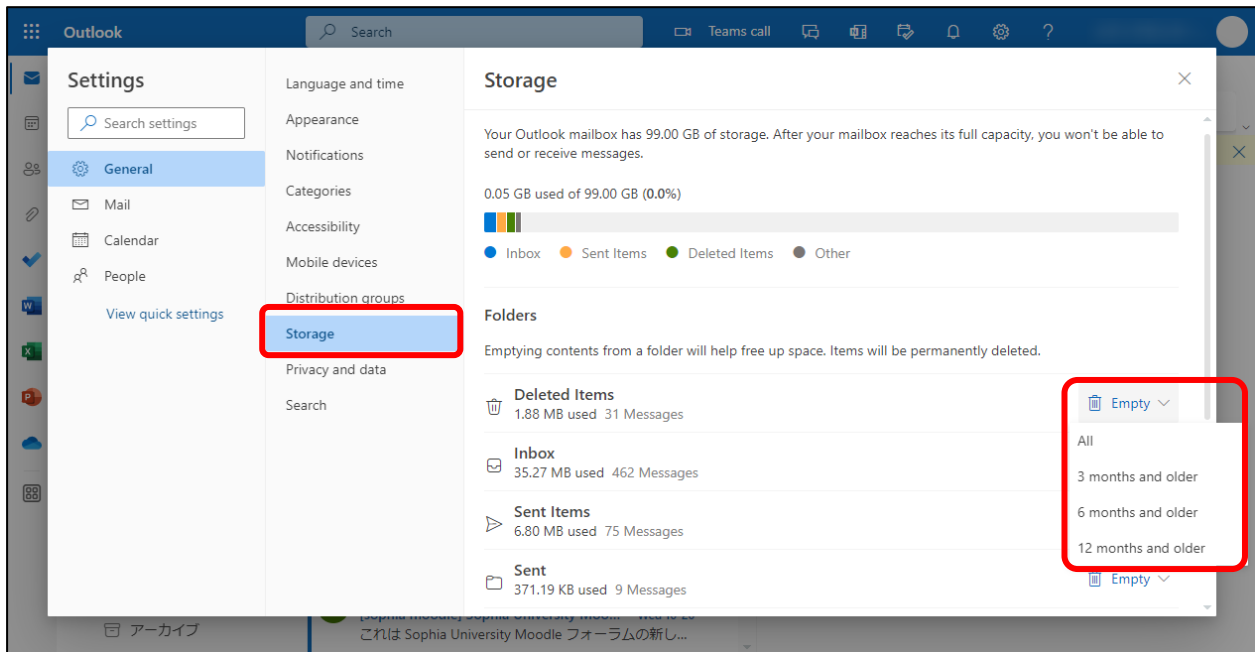 Outlook
Search
Teams call
Settings
Search settings
General
Mail
Calendar
People
View quick settings
Language and time
Appearance
Notifications
Categories
Accessibility
Mobile devices
Distribution groups
Storage
Privacy and data
Search
Storage
Your Outlook mailbox has 99.00 GB of storage. After your mailbox reaches its full capacity, you won't be able to
send or receive messages.
0.05 GB used of 99.00 GB (0.0%)
Inbox Sent Items Deleted Items Other
Folders
Emptying contents from a folder will help free up space. Items will be permanently deleted.
Deleted Items
1.88 MB used 31 Messages
Empty
All
3 months and older
6 months and older
12 months and older
Inbox
35.27 MB used 462 Messages
Sent Items
6.80 MB used 75 Messages
Sent
371.19 KB used 9 Messages
Empty
アーカイブ
これは Sophia University Moodle フォーラムの新し...